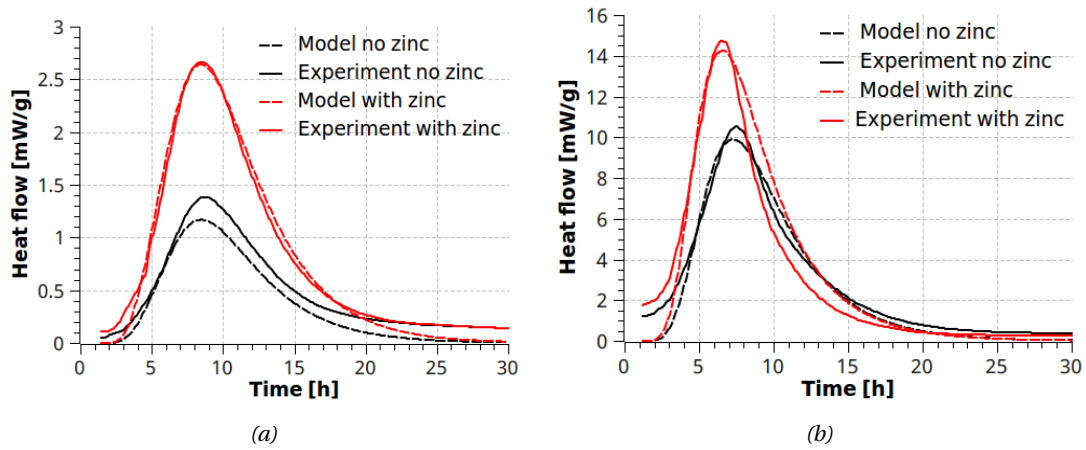 3
2.5
2
1.5
1
0.5
0
0 5 10 15 20 25 30
Heat flow [mW/g]
Time [h]
Model no zinc
Experiment no zinc
Model with zinc
Experiment with zinc
(a)
16
14
12
10
8
6
4
2
0
0 5 10 15 20 25 30
Heat flow [mW/g]
Time [h]
Model no zinc
Experiment no zinc
Model with zinc
Experiment with zinc
(b)